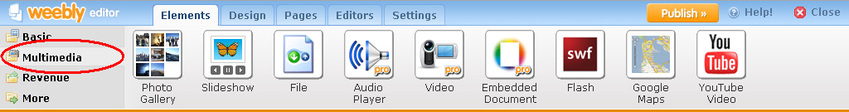 weebly editor
Elements Design Pages Editors Settings
Publish » Help! Close
Basic
Multimedia
Revenue
More
Photo Gallery
Slideshow
File
Audio Player
pro
Video
pro
Embedded Document
pro
swf
Flash
Google Maps
You Tube
YouTube Video